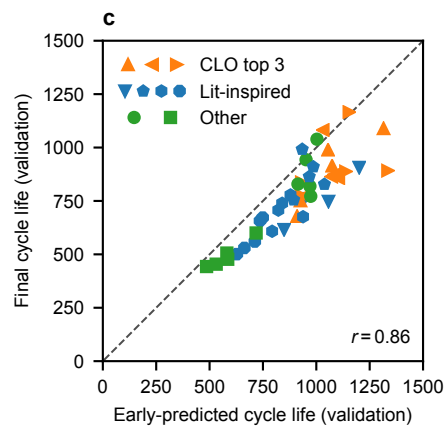 c
1500
1250
1000
750
500
250
0
Final cycle life (validation)
CLO top 3
Lit-inspired
Other
r = 0.86
0 250 500 750 1000 1250 1500
Early-predicted cycle life (validation)